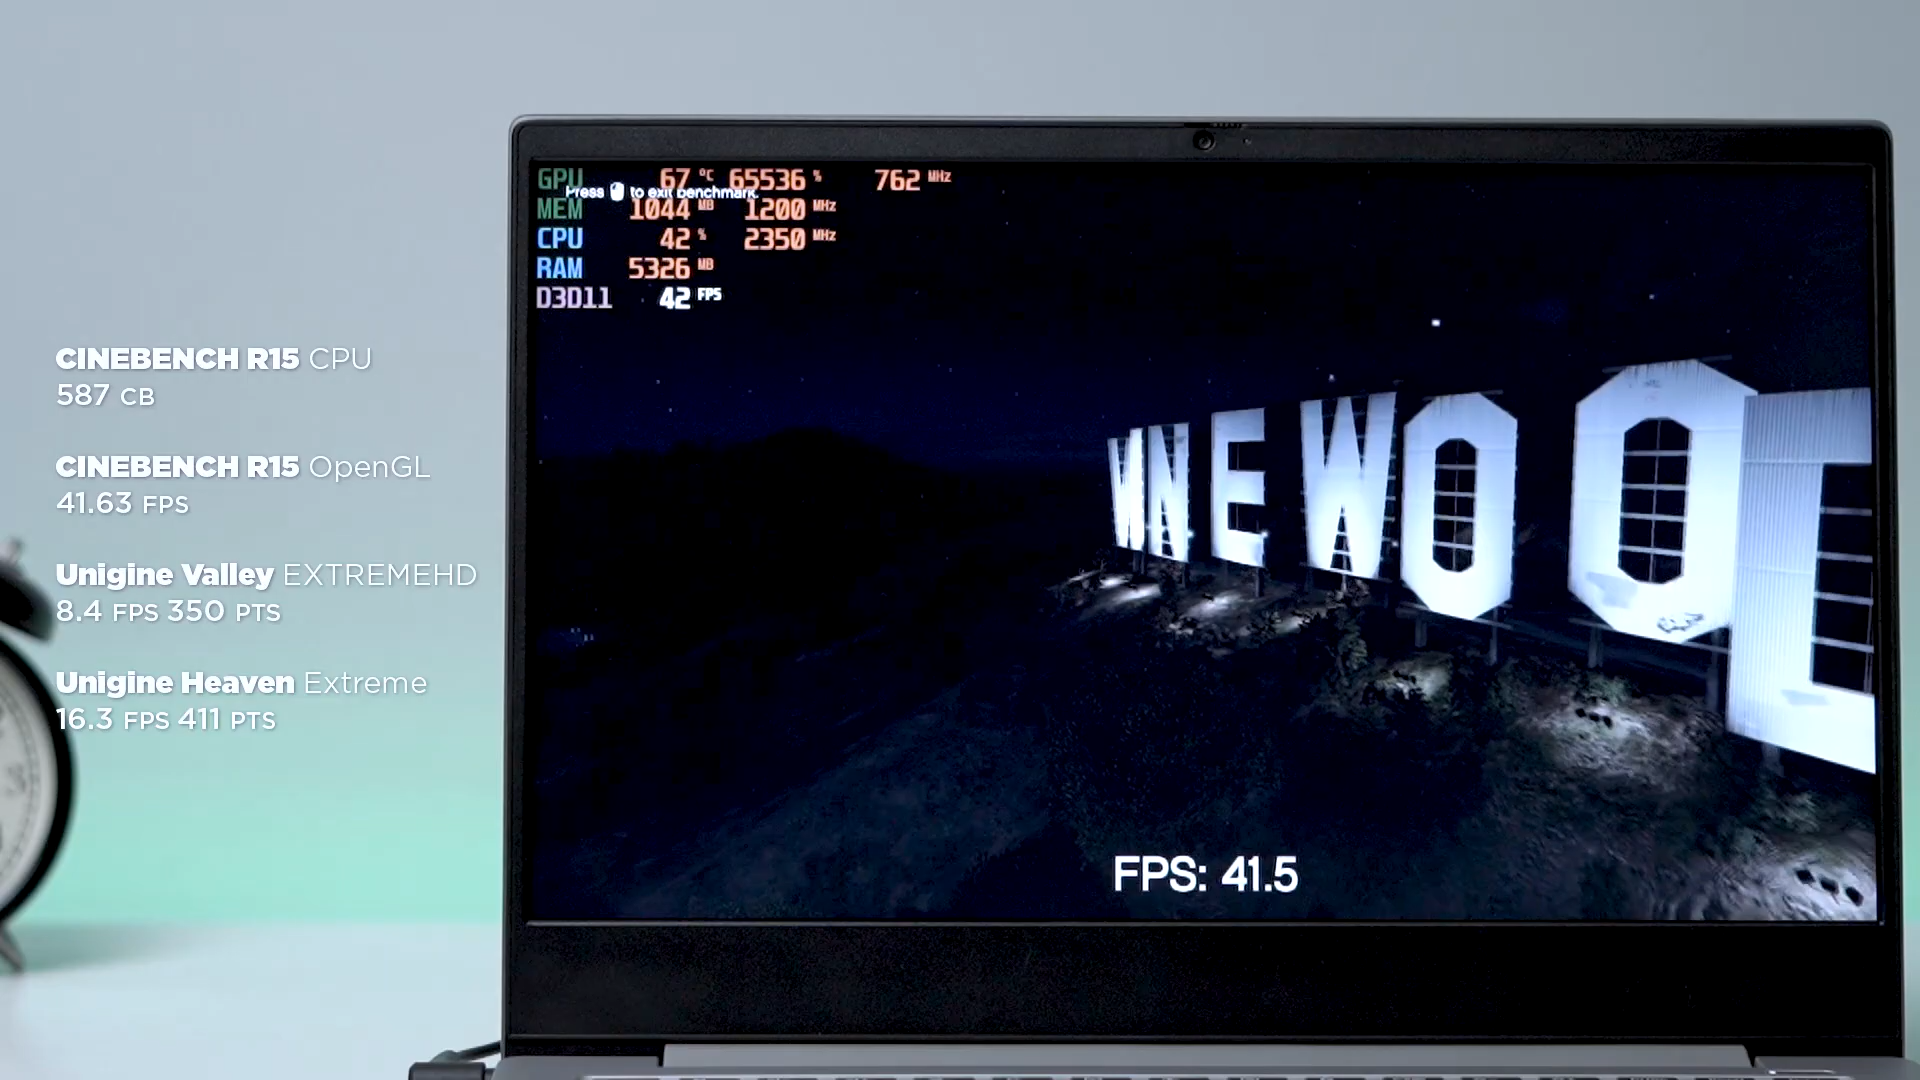 CINEBENCH R15 CPU
587 CB
CINEBENCH R15 OpenGL
41.63 FPS
Unigine Valley EXTREMEHD
8.4 FPS 350 PTS
Unigine Heaven Extreme
16.3 FPS 411 PTS
GPU 67 °C 65536 % 762 MHz
Press to exit benchmark.
MEM 1044 MB 1200 MHz
CPU 42 % 2350 MHz
RAM 5326 MB
D3D11 42 FPS
NEWOO
FPS: 41.5